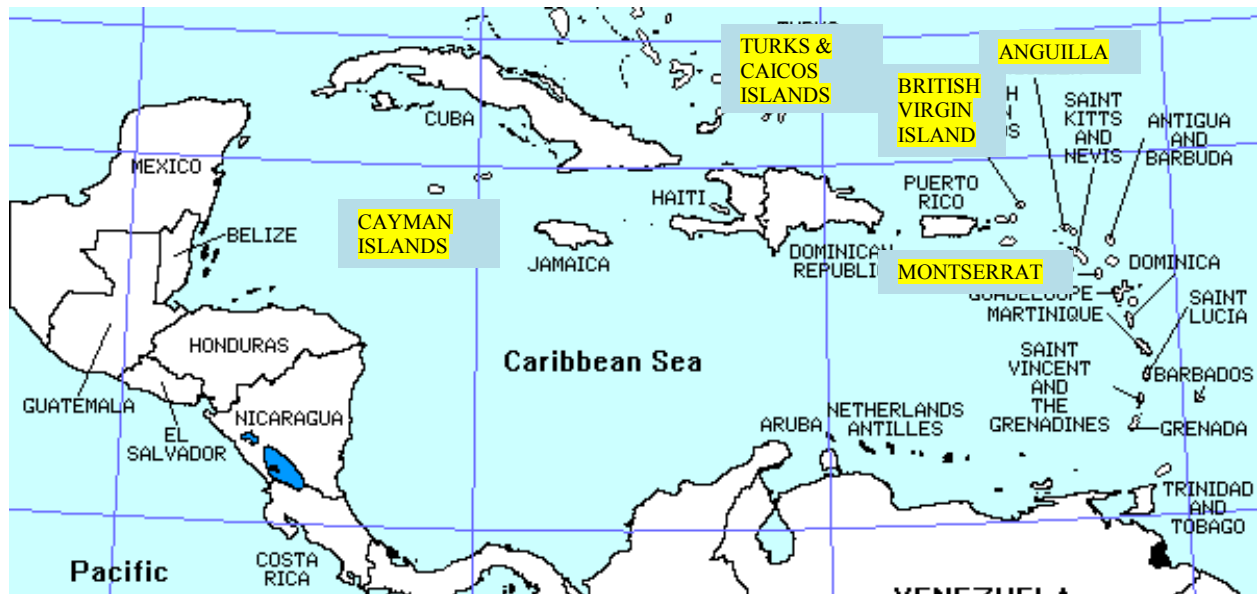 TURKS &
CAICOS
ISLANDS
ANGUILLA
BRITISH
VIRGIN
ISLAND
SAINT
KITTS
AND
NEVIS
ANTIGUA
AND
BARBUDA
CUBA
MEXICO
HAITI
PUERTO
RICO
CAYMAN
ISLANDS
BELIZE
JAMAICA
DOMINICAN
REPUBLIC
MONTSERRAT
DOMINICA
GUADELOUPE
MARTINIQUE
SAINT
LUCIA
HONDURAS
Caribbean Sea
SAINT
VINCENT
AND
THE
GRENADINES
BARBADOS
GUATEMALA
EL
SALVADOR
NICARAGUA
ARUBA
NETHERLANDS
ANTILLES
GRENADA
TRINIDAD
AND
TOBAGO
COSTA
RICA
Pacific
VENEZUELA